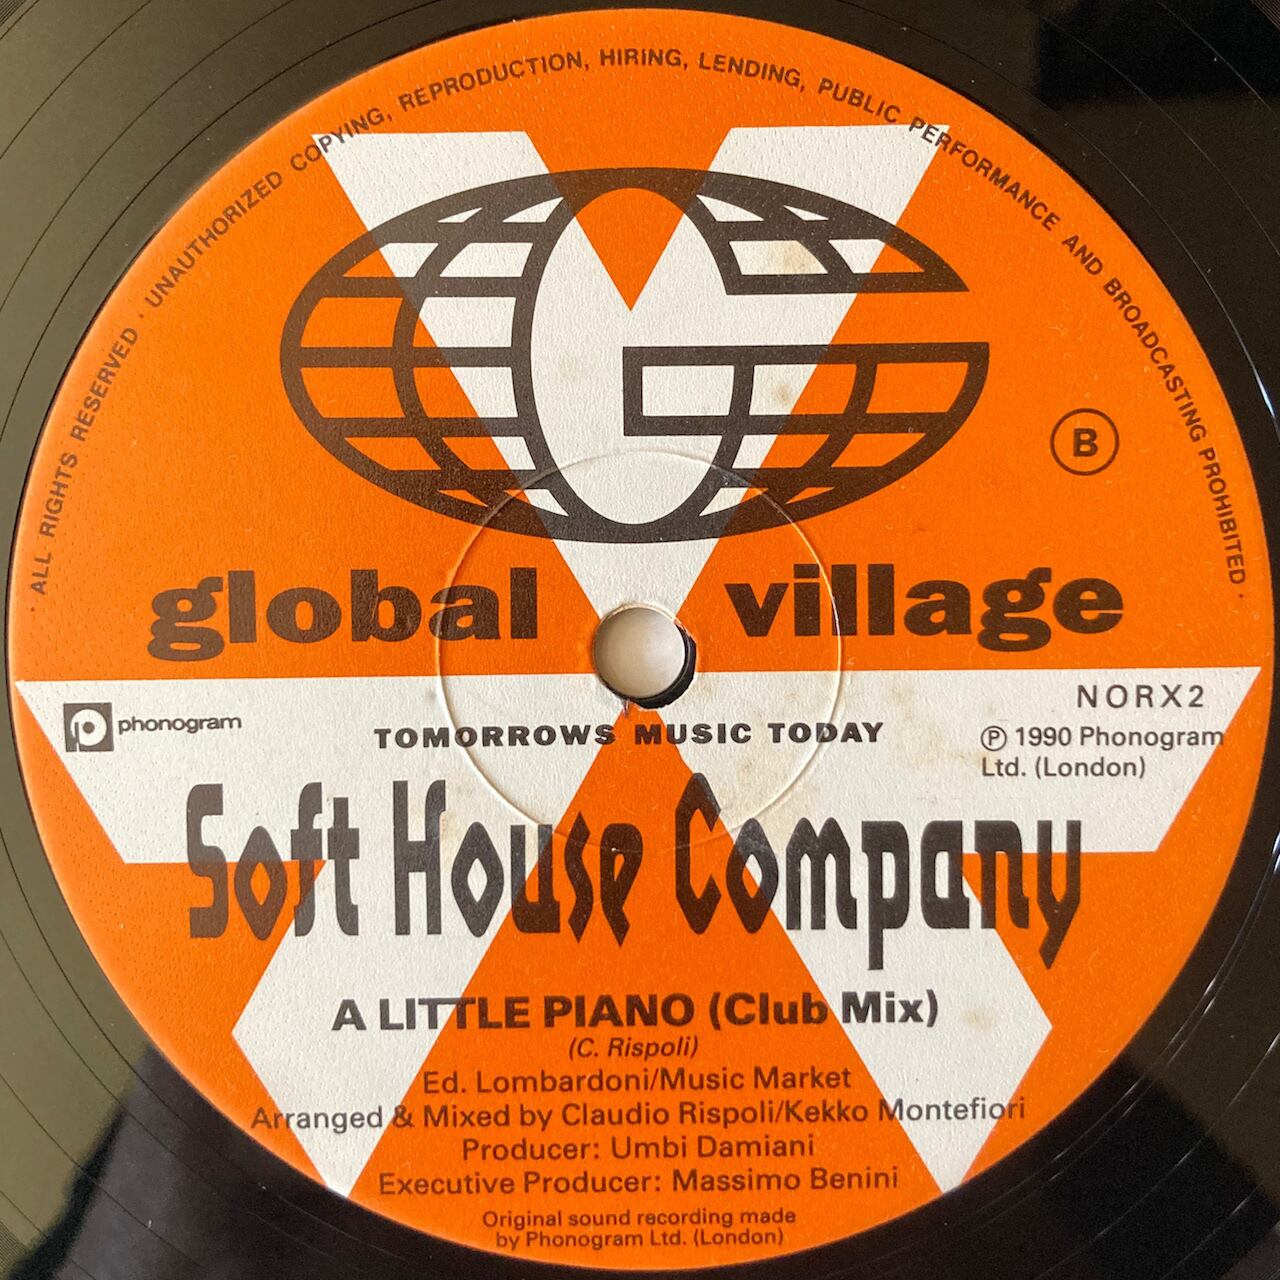 · ALL RIGHTS RESERVED · UNAUTHORIZED COPYING, REPRODUCTION, HIRING, LENDING, PUBLIC PERFORMANCE AND BROADCASTING PROHIBITED ·
G
B
global village
phonogram
TOMORROWS MUSIC TODAY
NORX2
℗ 1990 Phonogram
Ltd. (London)
Soft House Company
A LITTLE PIANO (Club Mix)
(C. Rispoli)
Ed. Lombardoni/Music Market
Arranged & Mixed by Claudio Rispoli/Kekko Montefiori
Producer: Umbi Damiani
Executive Producer: Massimo Benini
Original sound recording made
by Phonogram Ltd. (London)